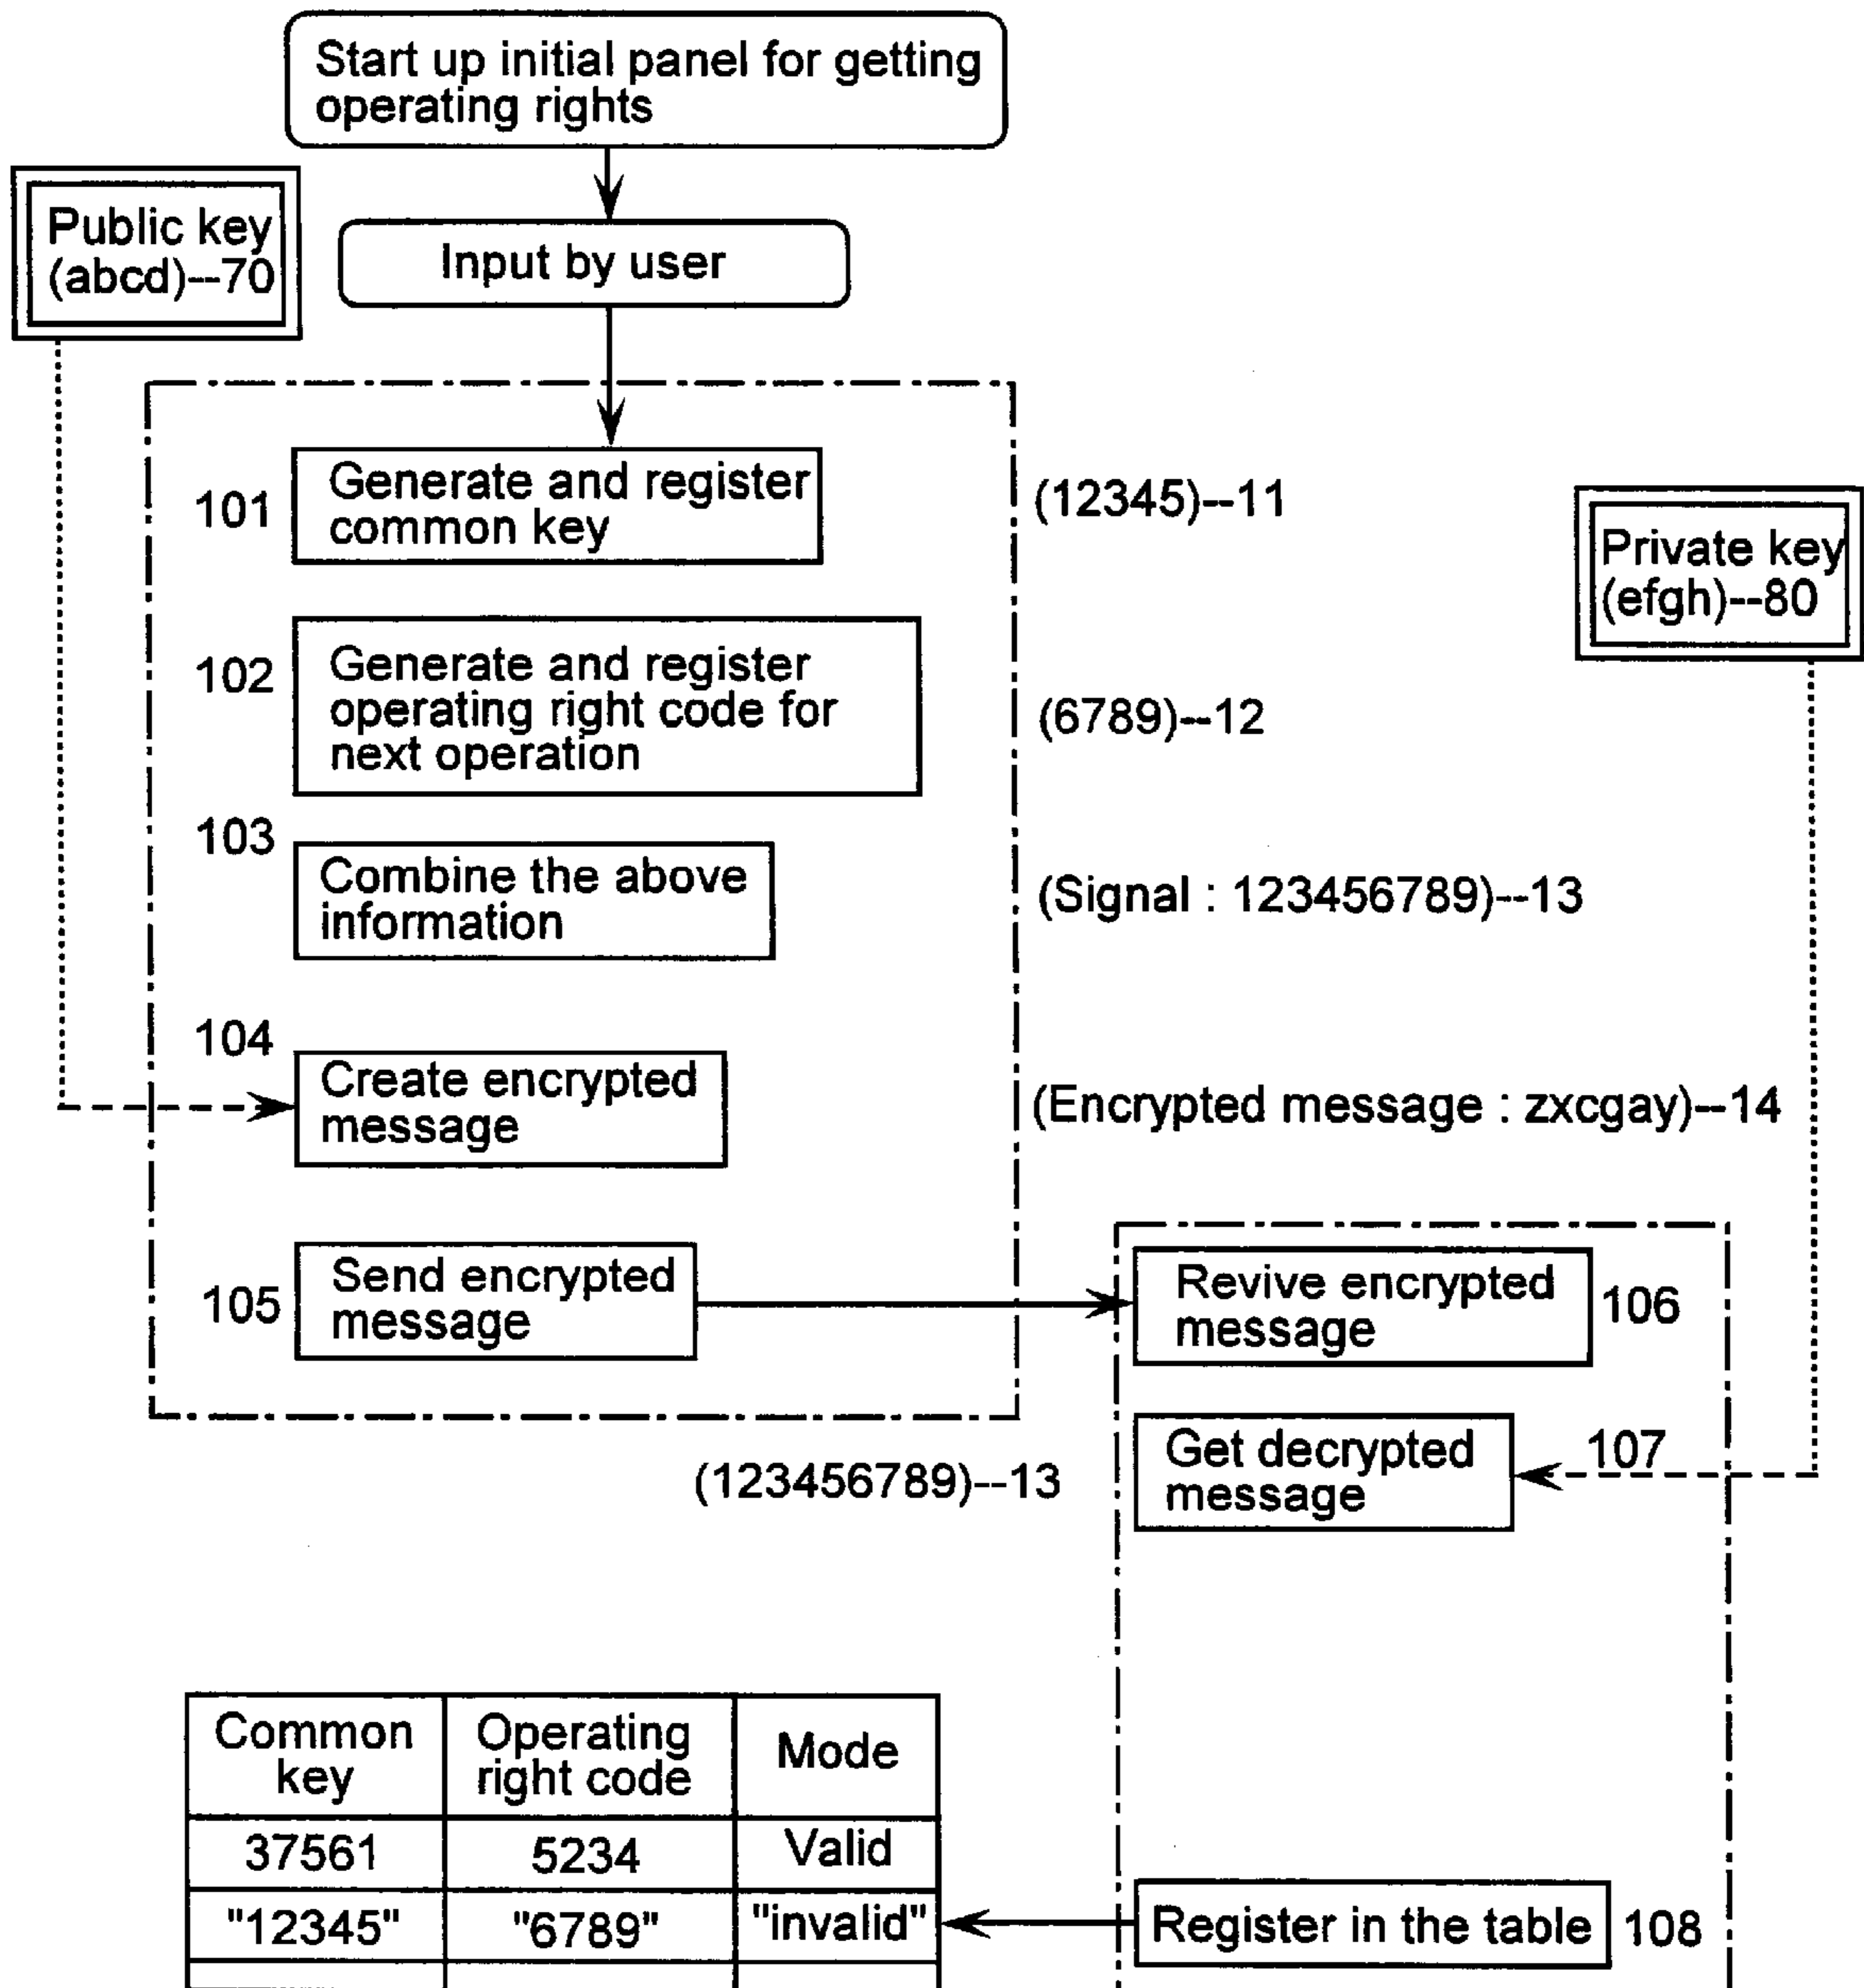 Start up initial panel for getting
operating rights
Public key
(abcd)--70
Input by user
101
Generate and register
common key
(12345)--11
Private key
(efgh)--80
102
Generate and register
operating right code for
next operation
(6789)--12
103
Combine the above
information
(Signal : 123456789)--13
104
Create encrypted
message
(Encrypted message : zxcgay)--14
105
Send encrypted
message
Revive encrypted
message
106
(123456789)--13
Get decrypted
message
107
Common
key
Operating
right code
Mode
37561
5234
Valid
"12345"
"6789"
"invalid"
Register in the table
108